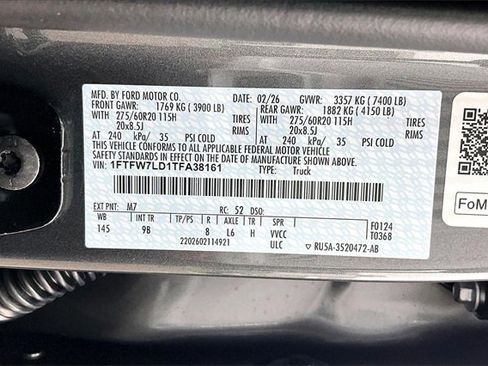 MFD. BY FORD MOTOR CO. 02/26 GVWR: 3357 KG (7400 LB)
FRONT GAWR: 1769 KG (3900 LB) REAR GAWR: 1882 KG (4150 LB)
WITH 275/60R20 115H TIRES WITH 275/60R20 115H TIRES
20x8.5J RIMS 20x8.5J RIMS
AT 240 kPa/ 35 PSI COLD AT 240 kPa/ 35 PSI COLD
THIS VEHICLE CONFORMS TO ALL APPLICABLE FEDERAL MOTOR VEHICLE
SAFETY STANDARDS IN EFFECT ON THE DATE OF MANUFACTURE SHOWN ABOVE.
VIN: 1FTFW7LD1TFA38161 TYPE: Truck
EXT PNT: M7 RC: 52 DSO:
WB INT TR TP/PS R AXLE TR SPR F0124
145 9B 8 L6 H VVCC T0368
2202602114921 ULC ▽ RU5A-3520472-AB
FoM